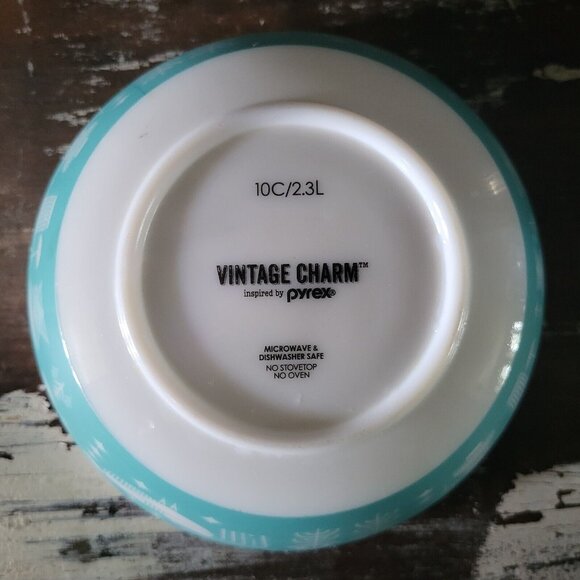 10C/2.3L
VINTAGE CHARM™
inspired by pyrex®
MICROWAVE &
DISHWASHER SAFE
NO STOVETOP
NO OVEN